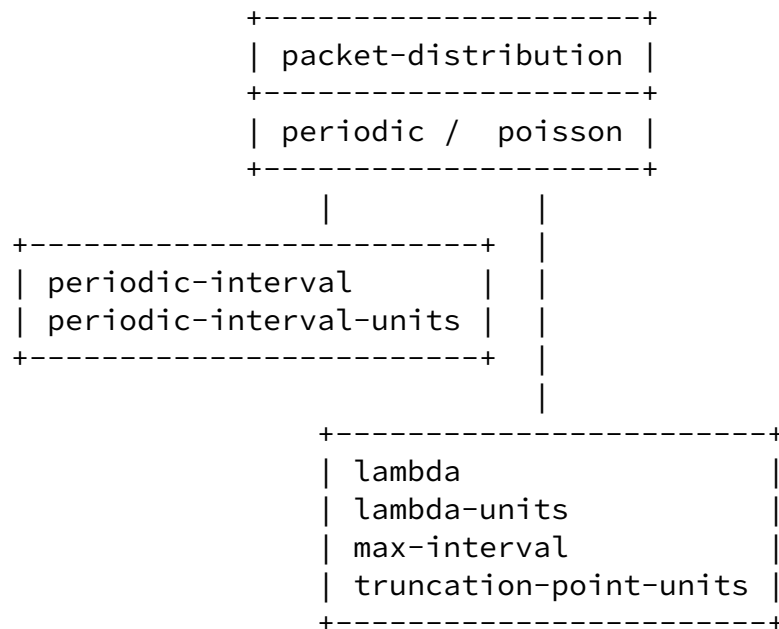 packet-distribution
periodic /  poisson
periodic-interval
periodic-interval-units
lambda
lambda-units
max-interval
truncation-point-units